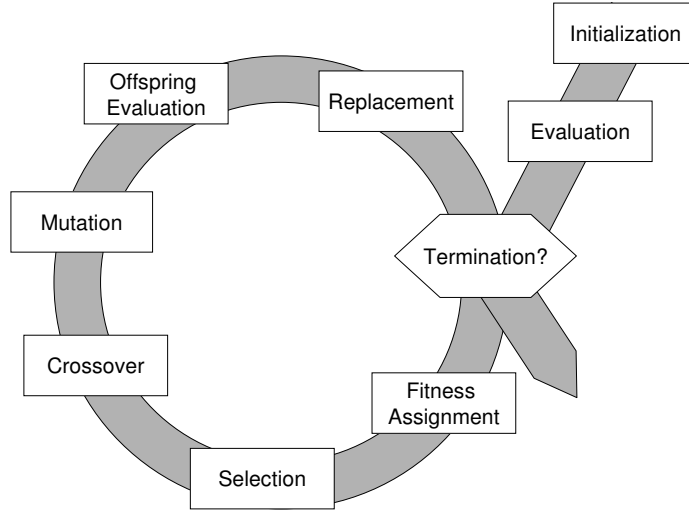 Initialization
Offspring
Evaluation
Replacement
Evaluation
Mutation
Termination?
Crossover
Fitness
Assignment
Selection